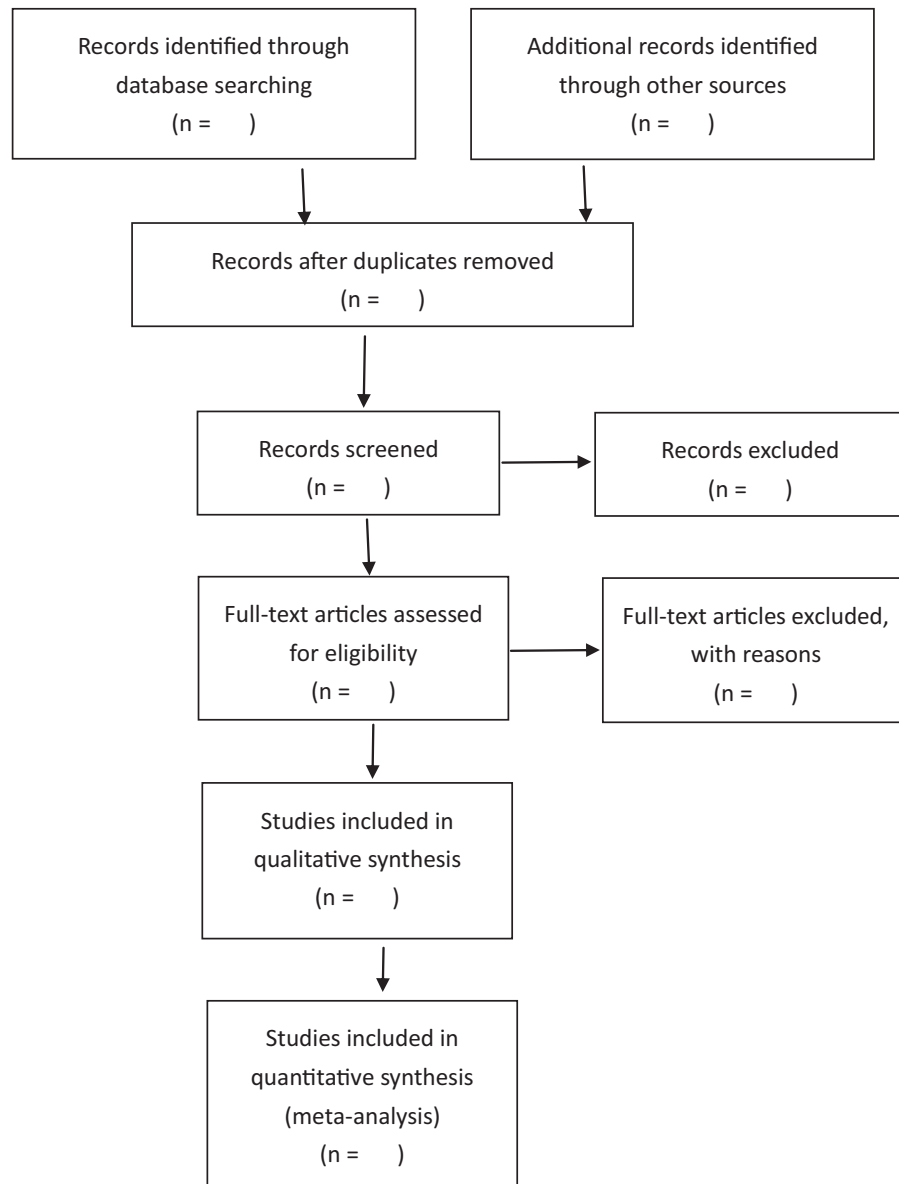 Records identified through
database searching
(n = )
Additional records identified
through other sources
(n = )
Records after duplicates removed
(n = )
Records screened
(n = )
Records excluded
(n = )
Full-text articles assessed
for eligibility
(n = )
Full-text articles excluded,
with reasons
(n = )
Studies included in
qualitative synthesis
(n = )
Studies included in
quantitative synthesis
(meta-analysis)
(n = )